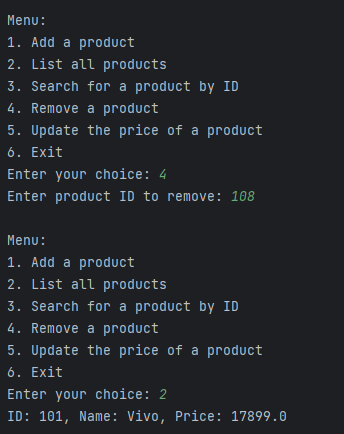 Menu:
1. Add a product
2. List all products
3. Search for a product by ID
4. Remove a product
5. Update the price of a product
6. Exit
Enter your choice: 4
Enter product ID to remove: 108
Menu:
1. Add a product
2. List all products
3. Search for a product by ID
4. Remove a product
5. Update the price of a product
6. Exit
Enter your choice: 2
ID: 101, Name: Vivo, Price: 17899.0